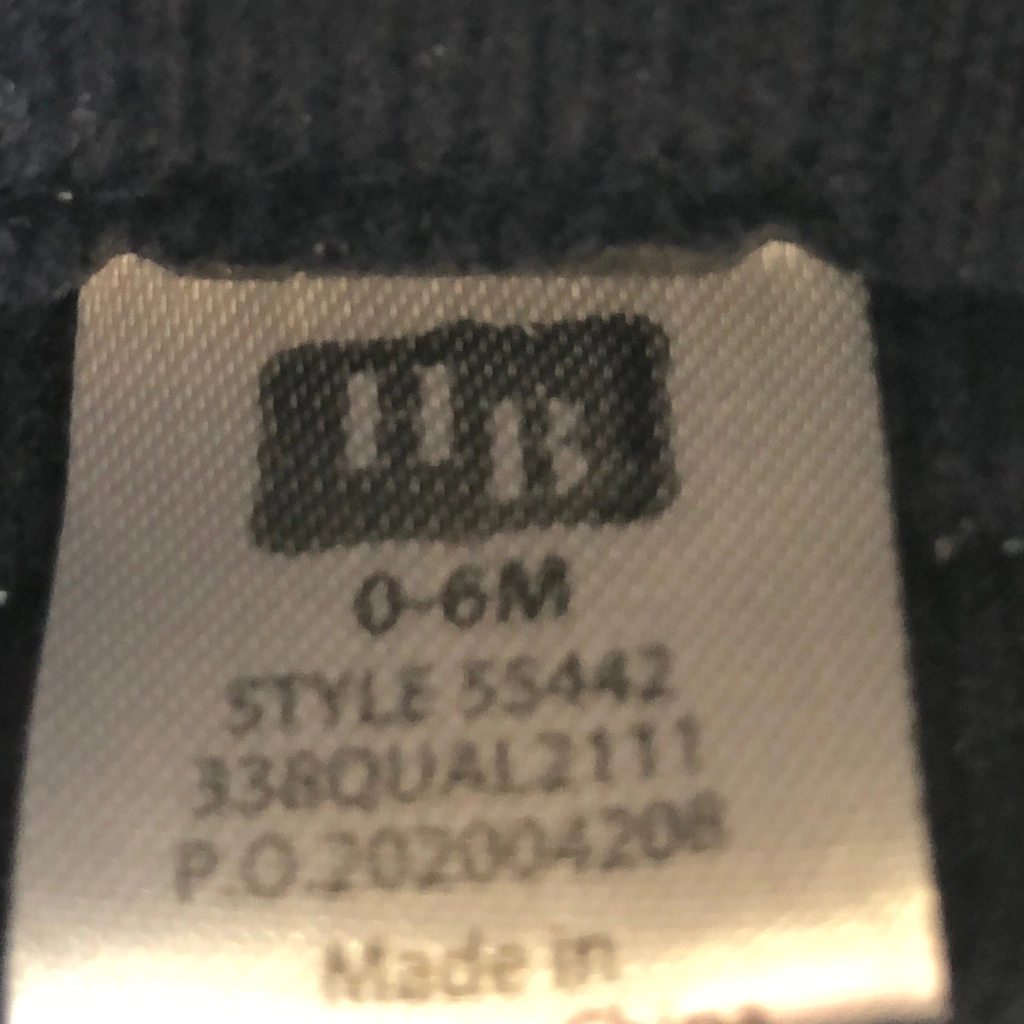 0-6M
STYLE 55442
338QUAL2111
P.O.202004208
Made in